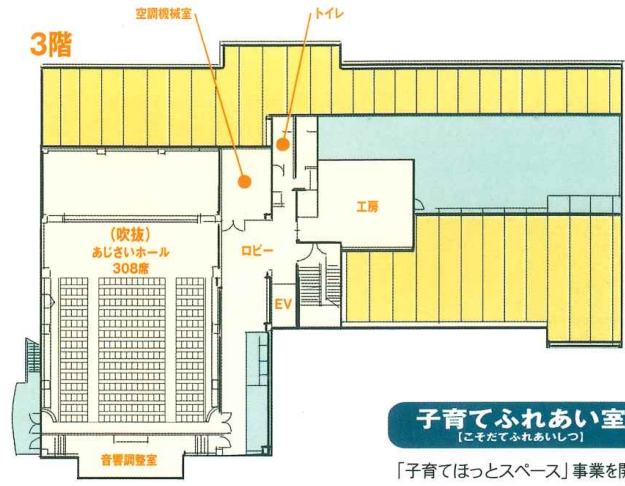 空調機械室
トイレ
3階
工房
(吹抜)
あじさいホール
308席
ロビー
EV
音響調整室
子育てふれあい室
【こそだてふれあいしつ】
「子育てほっとスペース」事業を開